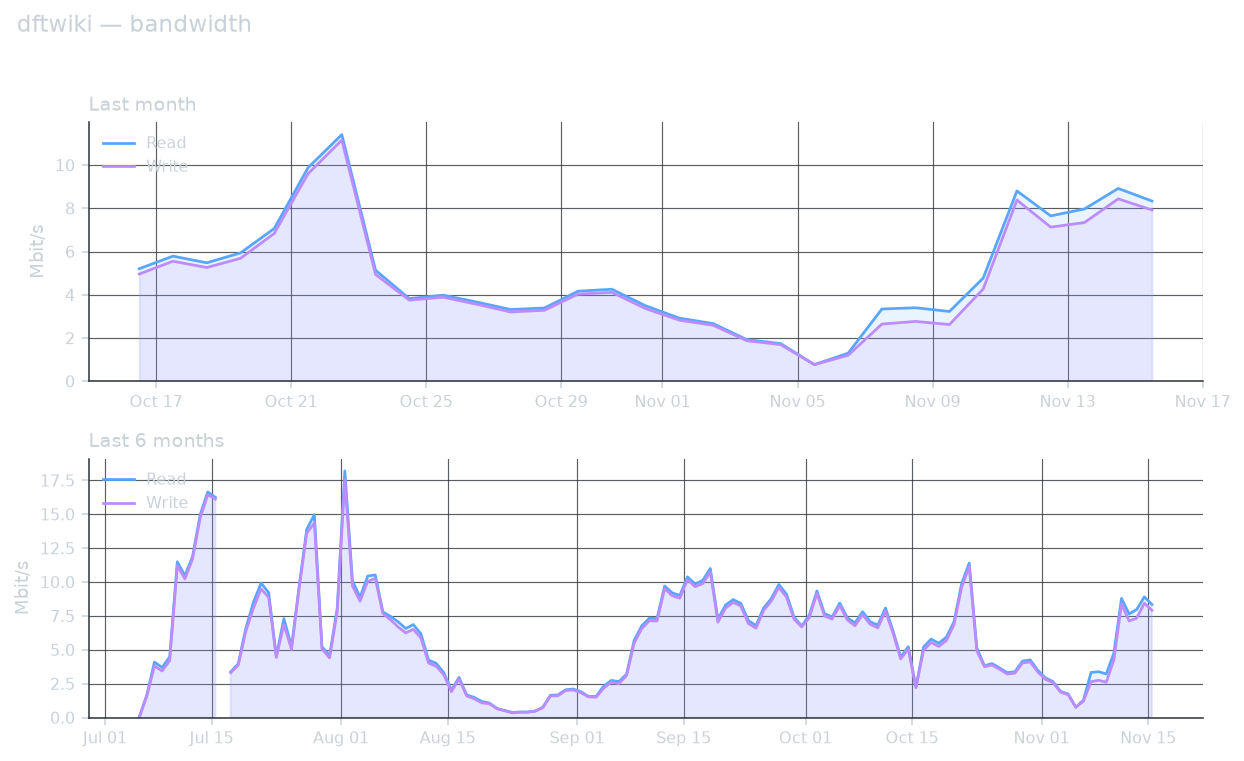 dftwiki — bandwidth
Last month
Read
Write
Mbit/s
10
8
6
4
2
0
Oct 17 Oct 21 Oct 25 Oct 29 Nov 01 Nov 05 Nov 09 Nov 13 Nov 17
Last 6 months
Read
Write
Mbit/s
17.5
15.0
12.5
10.0
7.5
5.0
2.5
0.0
Jul 01 Jul 15 Aug 01 Aug 15 Sep 01 Sep 15 Oct 01 Oct 15 Nov 01 Nov 15